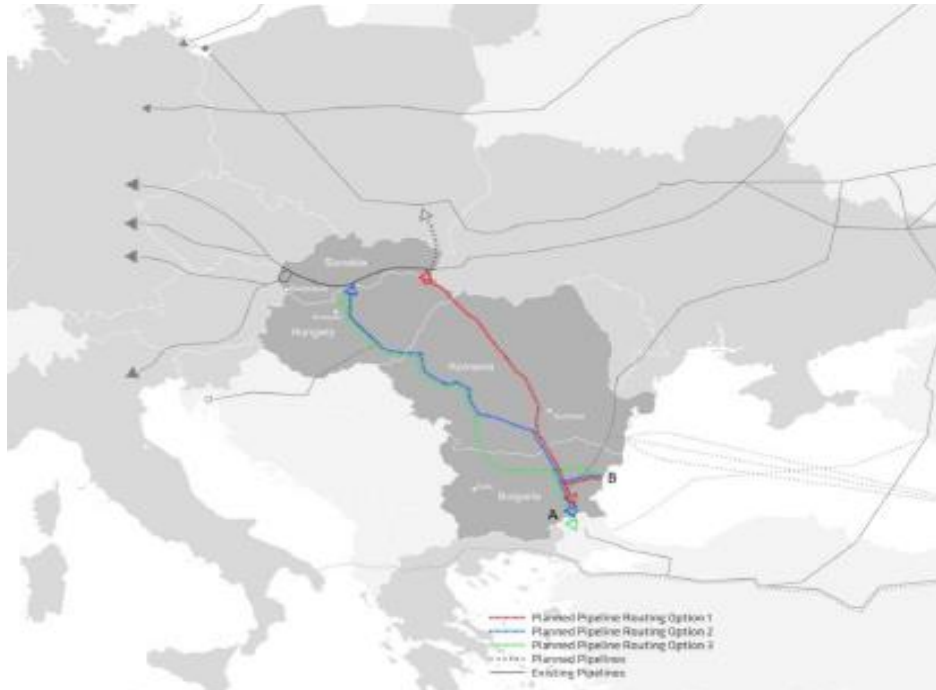 Slovakia
Hungary
Romania
Bulgaria
B
A
Planned Pipeline Routing Option 1
Planned Pipeline Routing Option 2
Planned Pipeline Routing Option 3
Planned Pipelines
Existing Pipelines